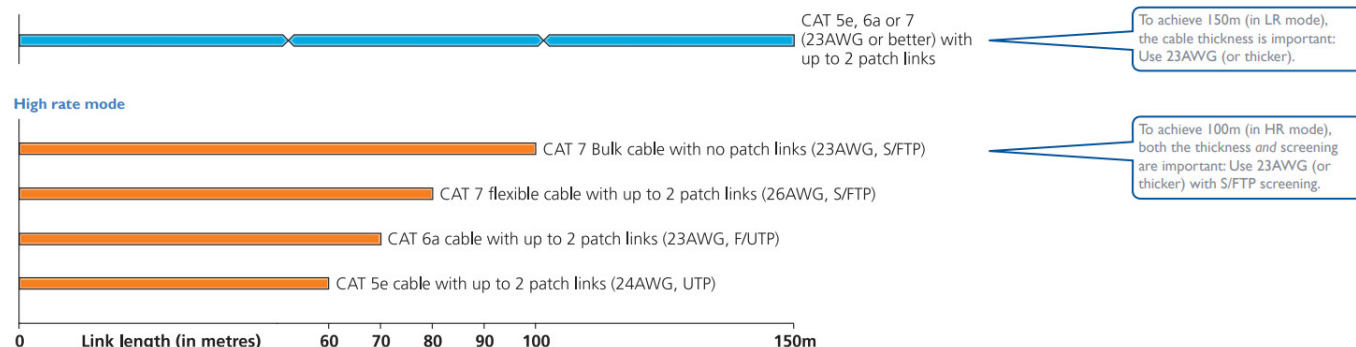 CAT 5e, 6a or 7
(23AWG or better) with
up to 2 patch links
To achieve 150m (in LR mode),
the cable thickness is important:
Use 23AWG (or thicker).
High rate mode
CAT 7 Bulk cable with no patch links (23AWG, S/FTP)
To achieve 100m (in HR mode),
both the thickness and screening
are important: Use 23AWG (or
thicker) with S/FTP screening.
CAT 7 flexible cable with up to 2 patch links (26AWG, S/FTP)
CAT 6a cable with up to 2 patch links (23AWG, F/UTP)
CAT 5e cable with up to 2 patch links (24AWG, UTP)
0 Link length (in metres) 60 70 80 90 100 150m